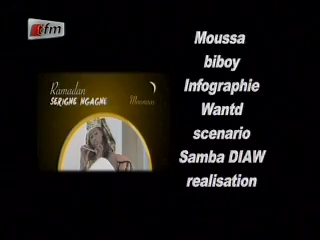 tfm
Ramadan
SERIGNE NGAGNE
Moussa
biboy
Infographie
Wantd
scenario
Samba DIAW
realisation